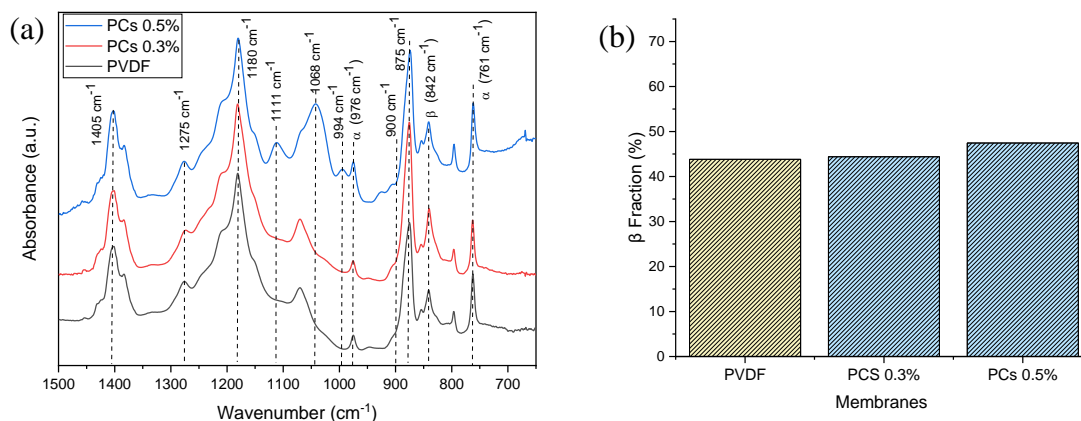 (a)
PCs 0.5%
PCs 0.3%
PVDF
1405 cm-1
1275 cm-1
1180 cm-1
1111 cm-1
1068 cm-1
994 cm-1
α (976 cm-1)
900 cm-1
875 cm-1
β (842 cm-1)
α (761 cm-1)
Absorbance (a.u.)
1500 1400 1300 1200 1100 1000 900 800 700
Wavenumber (cm-1)
(b)
70
60
50
40
30
20
10
0
β Fraction (%)
PVDF PCS 0.3% PCs 0.5%
Membranes